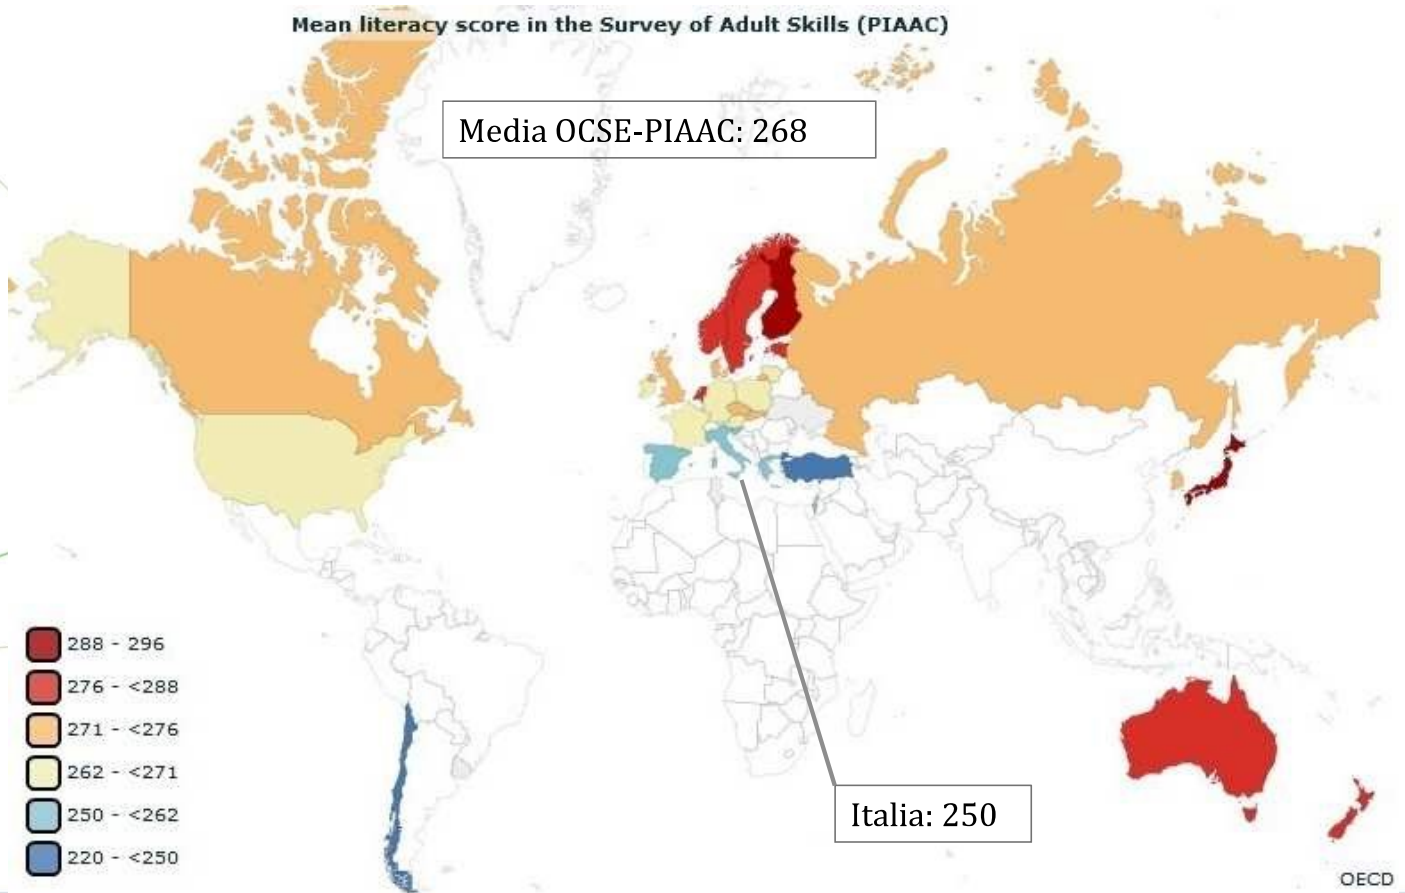 Mean literacy score in the Survey of Adult Skills (PIAAC)
Media OCSE-PIAAC: 268
288 - 296
276 - <288
271 - <276
262 - <271
250 - <262
220 - <250
Italia: 250
OECD